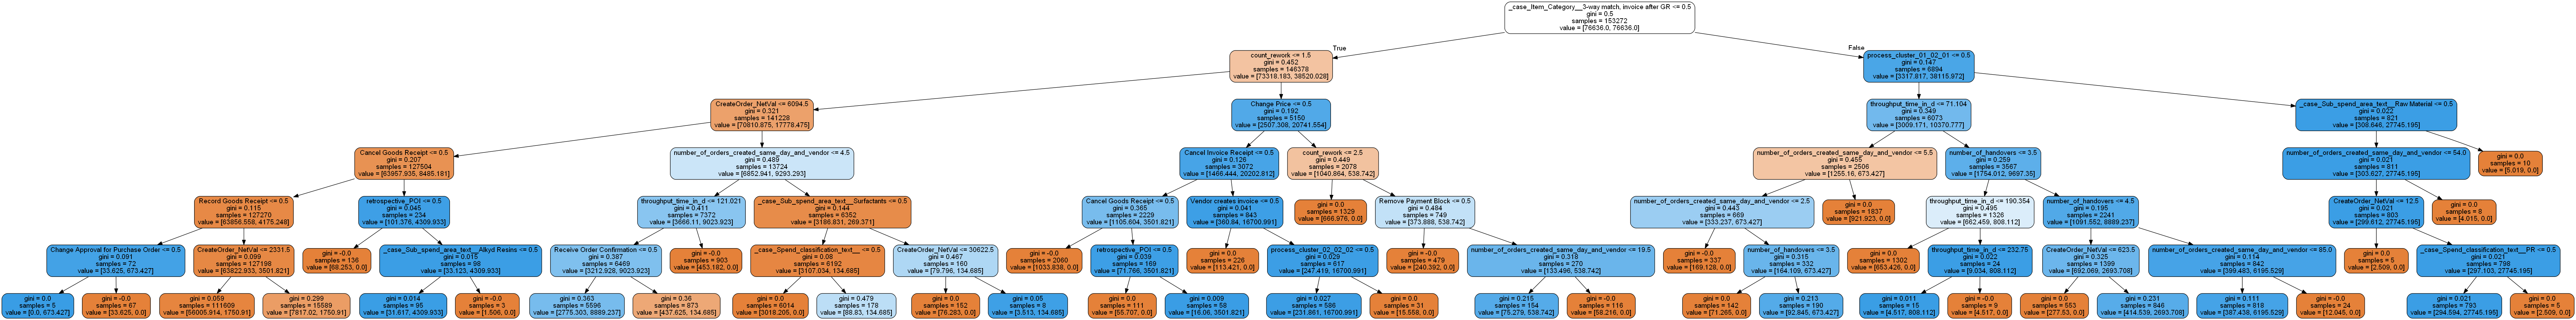 _case_Item_Category__3-way match, invoice after GR <= 0.5
gini = 0.5
samples = 153272
value = [76636.0, 76636.0]
True
False
count_rework <= 1.5
gini = 0.452
samples = 146378
value = [73318.183, 38520.028]
process_cluster_01_02_01 <= 0.5
gini = 0.147
samples = 6894
value = [3317.817, 38115.972]
CreateOrder_NetVal <= 6094.5
gini = 0.321
samples = 141228
value = [70810.875, 17778.475]
Change Price <= 0.5
gini = 0.192
samples = 5150
value = [2507.308, 20741.554]
throughput_time_in_d <= 71.104
gini = 0.349
samples = 6073
value = [3009.171, 10370.777]
_case_Sub_spend_area_text__Raw Material <= 0.5
gini = 0.022
samples = 821
value = [308.646, 27745.195]
Cancel Goods Receipt <= 0.5
gini = 0.207
samples = 127504
value = [63957.935, 8485.181]
number_of_orders_created_same_day_and_vendor <= 4.5
gini = 0.489
samples = 13724
value = [6852.941, 9293.293]
Cancel Invoice Receipt <= 0.5
gini = 0.126
samples = 3072
value = [1466.444, 20202.812]
count_rework <= 2.5
gini = 0.449
samples = 2078
value = [1040.864, 538.742]
number_of_orders_created_same_day_and_vendor <= 5.5
gini = 0.455
samples = 2506
value = [1255.16, 673.427]
number_of_handovers <= 3.5
gini = 0.259
samples = 3567
value = [1754.012, 9697.35]
number_of_orders_created_same_day_and_vendor <= 54.0
gini = 0.021
samples = 811
value = [303.627, 27745.195]
gini = 0.0
samples = 10
value = [5.019, 0.0]
Record Goods Receipt <= 0.5
gini = 0.115
samples = 127270
value = [63856.558, 4175.248]
retrospective_POI <= 0.5
gini = 0.045
samples = 234
value = [101.376, 4309.933]
throughput_time_in_d <= 121.021
gini = 0.411
samples = 7372
value = [3666.11, 9023.923]
_case_Sub_spend_area_text__Surfactants <= 0.5
gini = 0.144
samples = 6352
value = [3186.831, 269.371]
Cancel Goods Receipt <= 0.5
gini = 0.365
samples = 2229
value = [1105.604, 3501.821]
Vendor creates invoice <= 0.5
gini = 0.041
samples = 843
value = [360.84, 16700.991]
gini = 0.0
samples = 1329
value = [666.976, 0.0]
Remove Payment Block <= 0.5
gini = 0.484
samples = 749
value = [373.888, 538.742]
number_of_orders_created_same_day_and_vendor <= 2.5
gini = 0.443
samples = 669
value = [333.237, 673.427]
gini = 0.0
samples = 1837
value = [921.923, 0.0]
throughput_time_in_d <= 190.354
gini = 0.495
samples = 1326
value = [662.459, 808.112]
number_of_handovers <= 4.5
gini = 0.195
samples = 2241
value = [1091.552, 8889.237]
CreateOrder_NetVal <= 12.5
gini = 0.021
samples = 803
value = [299.612, 27745.195]
gini = 0.0
samples = 8
value = [4.015, 0.0]
Change Approval for Purchase Order <= 0.5
gini = 0.091
samples = 72
value = [33.625, 673.427]
CreateOrder_NetVal <= 2331.5
gini = 0.099
samples = 127198
value = [63822.933, 3501.821]
gini = -0.0
samples = 136
value = [68.253, 0.0]
_case_Sub_spend_area_text__Alkyd Resins <= 0.5
gini = 0.015
samples = 98
value = [33.123, 4309.933]
Receive Order Confirmation <= 0.5
gini = 0.387
samples = 6469
value = [3212.928, 9023.923]
gini = -0.0
samples = 903
value = [453.182, 0.0]
_case_Spend_classification_text__ <= 0.5
gini = 0.08
samples = 6192
value = [3107.034, 134.685]
CreateOrder_NetVal <= 30622.5
gini = 0.467
samples = 160
value = [79.796, 134.685]
gini = -0.0
samples = 2060
value = [1033.838, 0.0]
retrospective_POI <= 0.5
gini = 0.039
samples = 169
value = [71.766, 3501.821]
gini = 0.0
samples = 226
value = [113.421, 0.0]
process_cluster_02_02_02 <= 0.5
gini = 0.029
samples = 617
value = [247.419, 16700.991]
gini = -0.0
samples = 479
value = [240.392, 0.0]
number_of_orders_created_same_day_and_vendor <= 19.5
gini = 0.318
samples = 270
value = [133.496, 538.742]
gini = -0.0
samples = 337
value = [169.128, 0.0]
number_of_handovers <= 3.5
gini = 0.315
samples = 332
value = [164.109, 673.427]
gini = 0.0
samples = 1302
value = [653.426, 0.0]
throughput_time_in_d <= 232.75
gini = 0.022
samples = 24
value = [9.034, 808.112]
CreateOrder_NetVal <= 623.5
gini = 0.325
samples = 1399
value = [692.069, 2693.708]
number_of_orders_created_same_day_and_vendor <= 85.0
gini = 0.114
samples = 842
value = [399.483, 6195.529]
gini = 0.0
samples = 5
value = [2.509, 0.0]
_case_Spend_classification_text__PR <= 0.5
gini = 0.021
samples = 798
value = [297.103, 27745.195]
gini = 0.0
samples = 5
value = [0.0, 673.427]
gini = -0.0
samples = 67
value = [33.625, 0.0]
gini = 0.059
samples = 111609
value = [56005.914, 1750.91]
gini = 0.299
samples = 15589
value = [7817.02, 1750.91]
gini = 0.014
samples = 95
value = [31.617, 4309.933]
gini = -0.0
samples = 3
value = [1.506, 0.0]
gini = 0.363
samples = 5596
value = [2775.303, 8889.237]
gini = 0.36
samples = 873
value = [437.625, 134.685]
gini = 0.0
samples = 6014
value = [3018.205, 0.0]
gini = 0.479
samples = 178
value = [88.83, 134.685]
gini = 0.0
samples = 152
value = [76.283, 0.0]
gini = 0.05
samples = 8
value = [3.513, 134.685]
gini = 0.0
samples = 111
value = [55.707, 0.0]
gini = 0.009
samples = 58
value = [16.06, 3501.821]
gini = 0.027
samples = 586
value = [231.861, 16700.991]
gini = 0.0
samples = 31
value = [15.558, 0.0]
gini = 0.215
samples = 154
value = [75.279, 538.742]
gini = -0.0
samples = 116
value = [58.216, 0.0]
gini = 0.0
samples = 142
value = [71.265, 0.0]
gini = 0.213
samples = 190
value = [92.845, 673.427]
gini = 0.011
samples = 15
value = [4.517, 808.112]
gini = -0.0
samples = 9
value = [4.517, 0.0]
gini = 0.0
samples = 553
value = [277.53, 0.0]
gini = 0.231
samples = 846
value = [414.539, 2693.708]
gini = 0.111
samples = 818
value = [387.438, 6195.529]
gini = -0.0
samples = 24
value = [12.045, 0.0]
gini = 0.021
samples = 793
value = [294.594, 27745.195]
gini = 0.0
samples = 5
value = [2.509, 0.0]